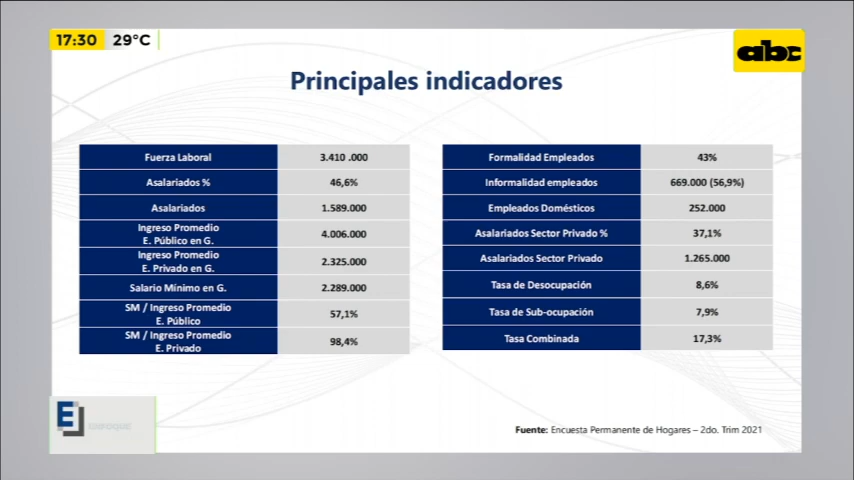 17:30 29°C
abc
Principales indicadores
Fuerza Laboral 3.410 .000
Asalariados % 46,6%
Asalariados 1.589.000
Ingreso Promedio
E. Público en G. 4.006.000
Ingreso Promedio
E. Privado en G. 2.325.000
Salario Mínimo en G. 2.289.000
SM / Ingreso Promedio
E. Público 57,1%
SM / Ingreso Promedio
E. Privado 98,4%
Formalidad Empleados 43%
Informalidad empleados 669.000 (56,9%)
Empleados Domésticos 252.000
Asalariados Sector Privado % 37,1%
Asalariados Sector Privado 1.265.000
Tasa de Desocupación 8,6%
Tasa de Sub-ocupación 7,9%
Tasa Combinada 17,3%
E
Fuente: Encuesta Permanente de Hogares – 2do. Trim 2021